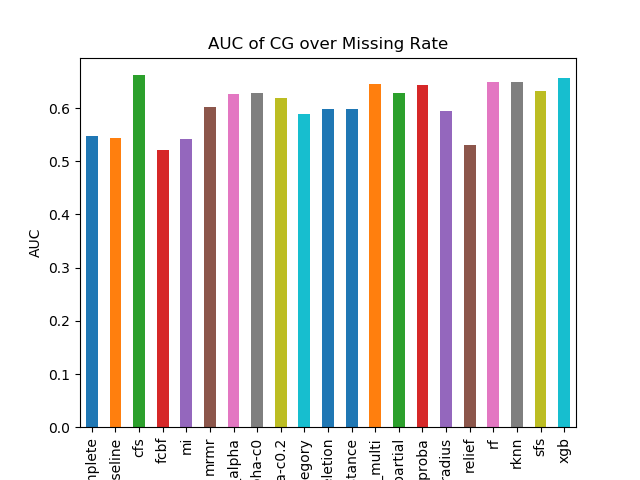 AUC of CG over Missing Rate
AUC
0.6
0.5
0.4
0.3
0.2
0.1
0.0
nplete
seline
cfs
fcbf
mi
mrmr
alpha
ha-c0
a-c0.2
egory
eletion
tance
_multi
partial
proba
radius
relief
rf
rknn
sfs
xgb